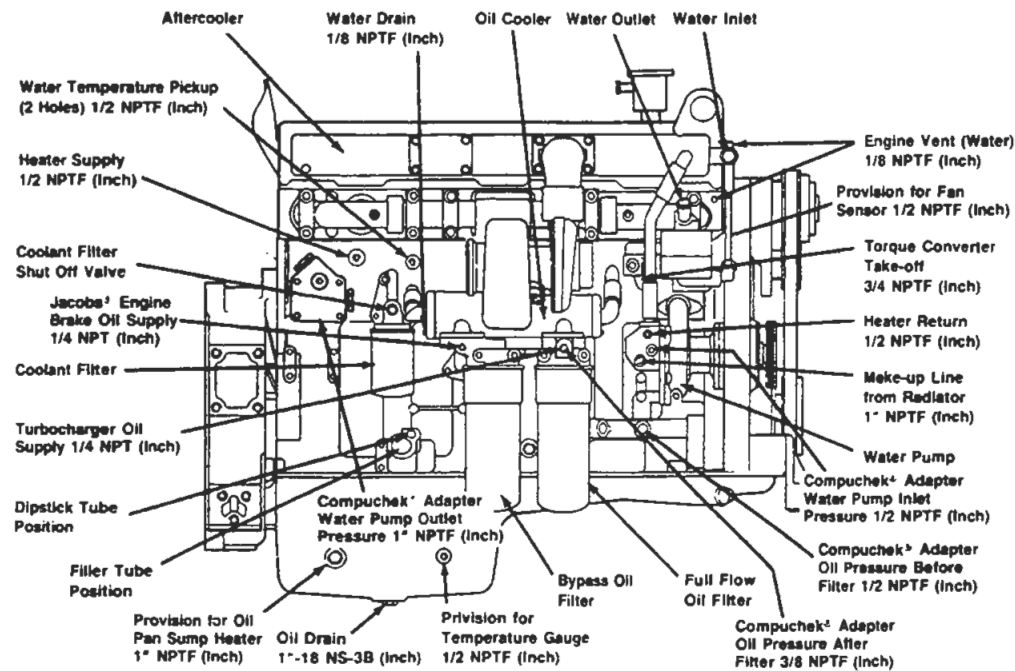 Aftercooler
Water Drain
1/8 NPTF (Inch)
Oil Cooler
Water Outlet
Water Inlet
Water Temperature Pickup
(2 Holes) 1/2 NPTF (Inch)
Heater Supply
1/2 NPTF (Inch)
Coolant Filter
Shut Off Valve
Jacobs³ Engine
Brake Oil Supply
1/4 NPT (Inch)
Coolant Filter
Turbocharger Oil
Supply 1/4 NPT (Inch)
Dipstick Tube
Position
Filler Tube
Position
Provision for Oil
Pan Sump Heater
1" NPTF (Inch)
Oil Drain
1"-18 NS-3B (Inch)
Compuchek¹ Adapter
Water Pump Outlet
Pressure 1" NPTF (Inch)
Privision for
Temperature Gauge
1/2 NPTF (Inch)
Bypass Oil
Filter
Full Flow
Oil Filter
Engine Vent (Water)
1/8 NPTF (Inch)
Provision for Fan
Sensor 1/2 NPTF (Inch)
Torque Converter
Take-off
3/4 NPTF (Inch)
Heater Return
1/2 NPTF (Inch)
Meke-up Line
from Radiator
1" NPTF (Inch)
Water Pump
Compuchek⁴ Adapter
Water Pump Inlet
Pressure 1/2 NPTF (Inch)
Compuchek⁵ Adapter
Oil Pressure Before
Filter 1/2 NPTF (Inch)
Compuchek² Adapter
Oil Pressure After
Filter 3/8 NPTF (Inch)